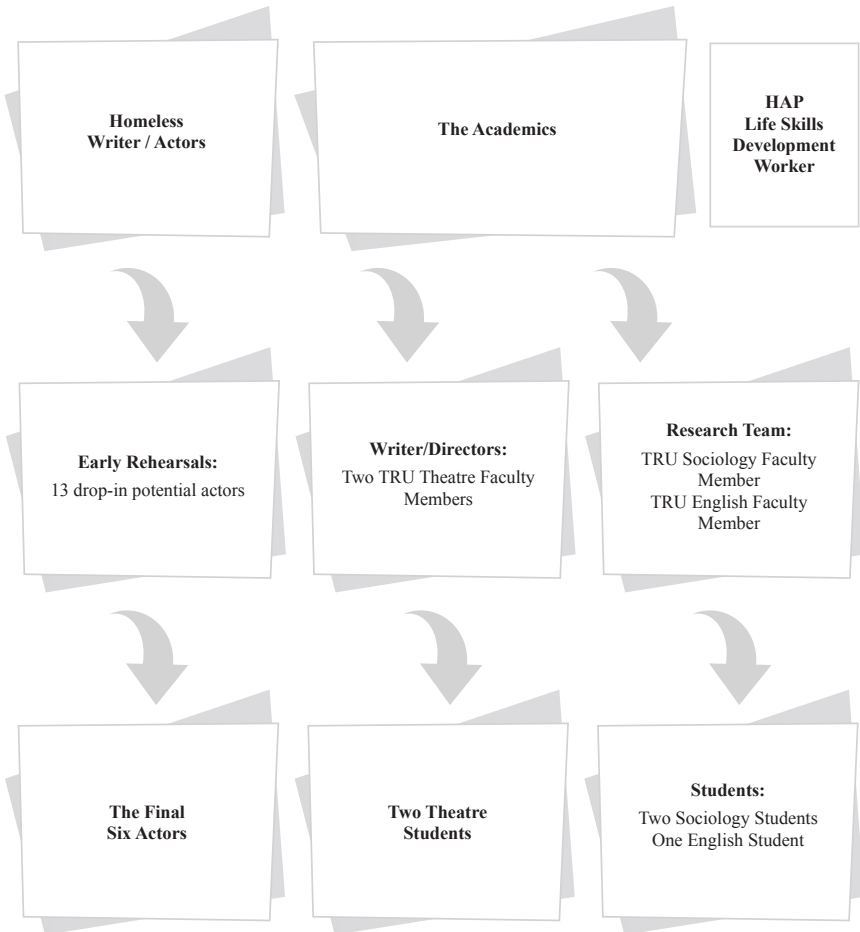 Homeless
Writer / Actors
The Academics
HAP
Life Skills
Development
Worker
Early Rehearsals:
13 drop-in potential actors
Writer/Directors:
Two TRU Theatre Faculty
Members
Research Team:
TRU Sociology Faculty
Member
TRU English Faculty
Member
The Final
Six Actors
Two Theatre
Students
Students:
Two Sociology Students
One English Student